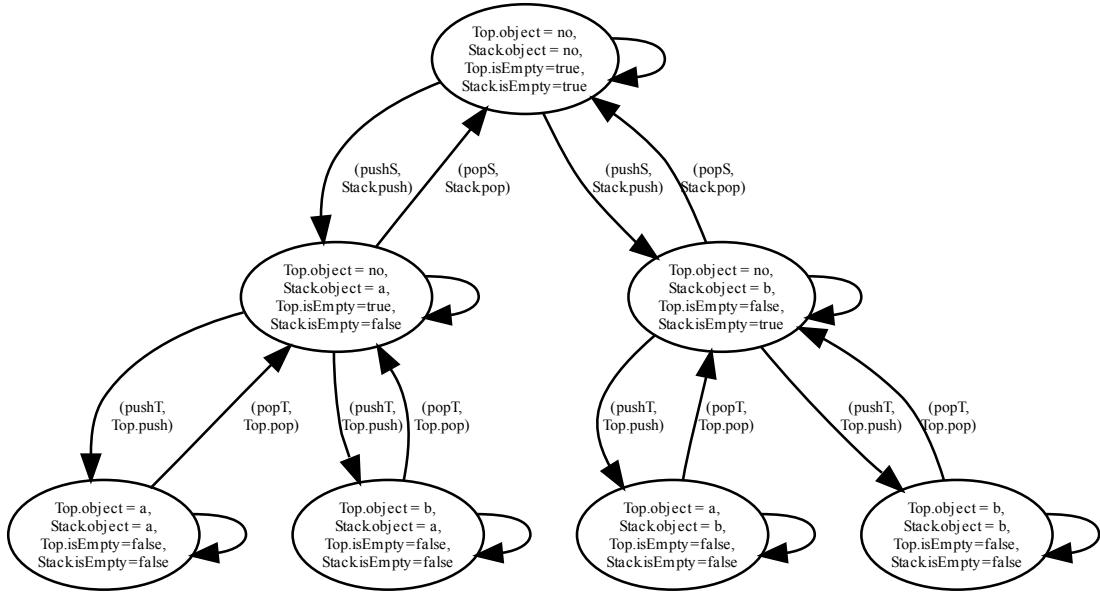 Top.object = no,
Stack.object = no,
Top.isEmpty=true,
Stack.isEmpty=true
(pushS,
Stack.push)
(popS,
Stack.pop)
(pushS,
Stack.push)
(popS,
Stack.pop)
Top.object = no,
Stack.object = a,
Top.isEmpty=true,
Stack.isEmpty=false
Top.object = no,
Stack.object = b,
Top.isEmpty=false,
Stack.isEmpty=true
(pushT,
Top.push)
(popT,
Top.pop)
(pushT,
Top.push)
(popT,
Top.pop)
(pushT,
Top.push)
(popT,
Top.pop)
(pushT,
Top.push)
(popT,
Top.pop)
Top.object = a,
Stack.object = a,
Top.isEmpty=false,
Stack.isEmpty=false
Top.object = b,
Stack.object = a,
Top.isEmpty=false,
Stack.isEmpty=false
Top.object = a,
Stack.object = b,
Top.isEmpty=false,
Stack.isEmpty=false
Top.object = b,
Stack.object = b,
Top.isEmpty=false,
Stack.isEmpty=false